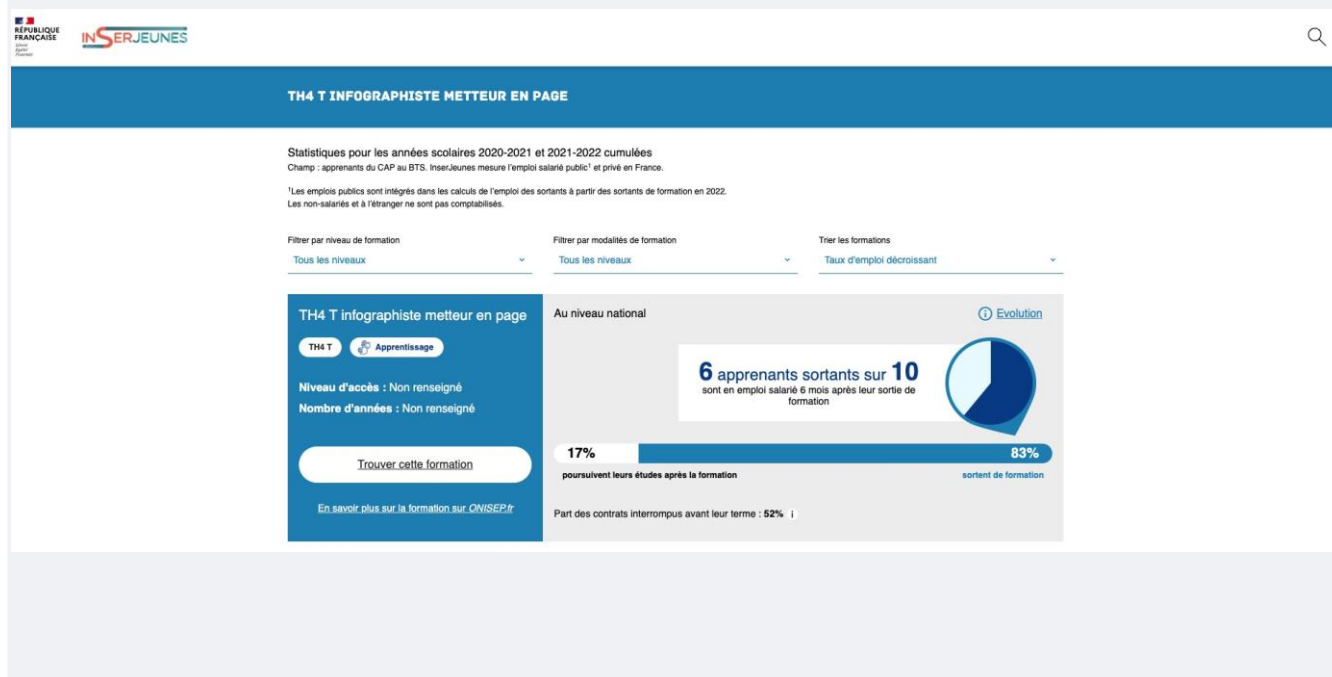 RÉPUBLIQUE
FRANÇAISE
Liberté
Égalité
Fraternité
INSERJEUNES
TH4 T INFOGRAPHISTE METTEUR EN PAGE
Statistiques pour les années scolaires 2020-2021 et 2021-2022 cumulées
Champ : apprenants du CAP au BTS. InserJeunes mesure l'emploi salarié public¹ et privé en France.
¹Les emplois publics sont intégrés dans les calculs de l'emploi des sortants à partir des sortants de formation en 2022.
Les non-salariés et à l'étranger ne sont pas comptabilisés.
Filtrer par niveau de formation
Tous les niveaux
Filtrer par modalités de formation
Tous les niveaux
Trier les formations
Taux d'emploi décroissant
TH4 T infographiste metteur en page
TH4 T
Apprentissage
Niveau d'accès : Non renseigné
Nombre d'années : Non renseigné
Trouver cette formation
En savoir plus sur la formation sur ONISEP.fr
Au niveau national
i Evolution
6 apprenants sortants sur 10
sont en emploi salarié 6 mois après leur sortie de
formation
17% 83%
poursuivent leurs études après la formation
sortent de formation
Part des contrats interrompus avant leur terme : 52% i